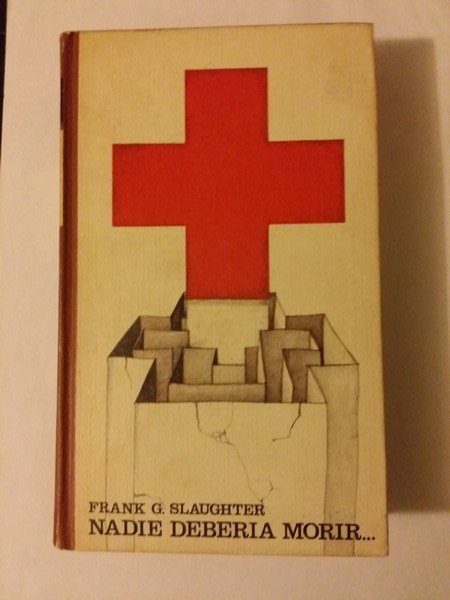 FRANK G. SLAUGHTER
NADIE DEBERIA MORIR...